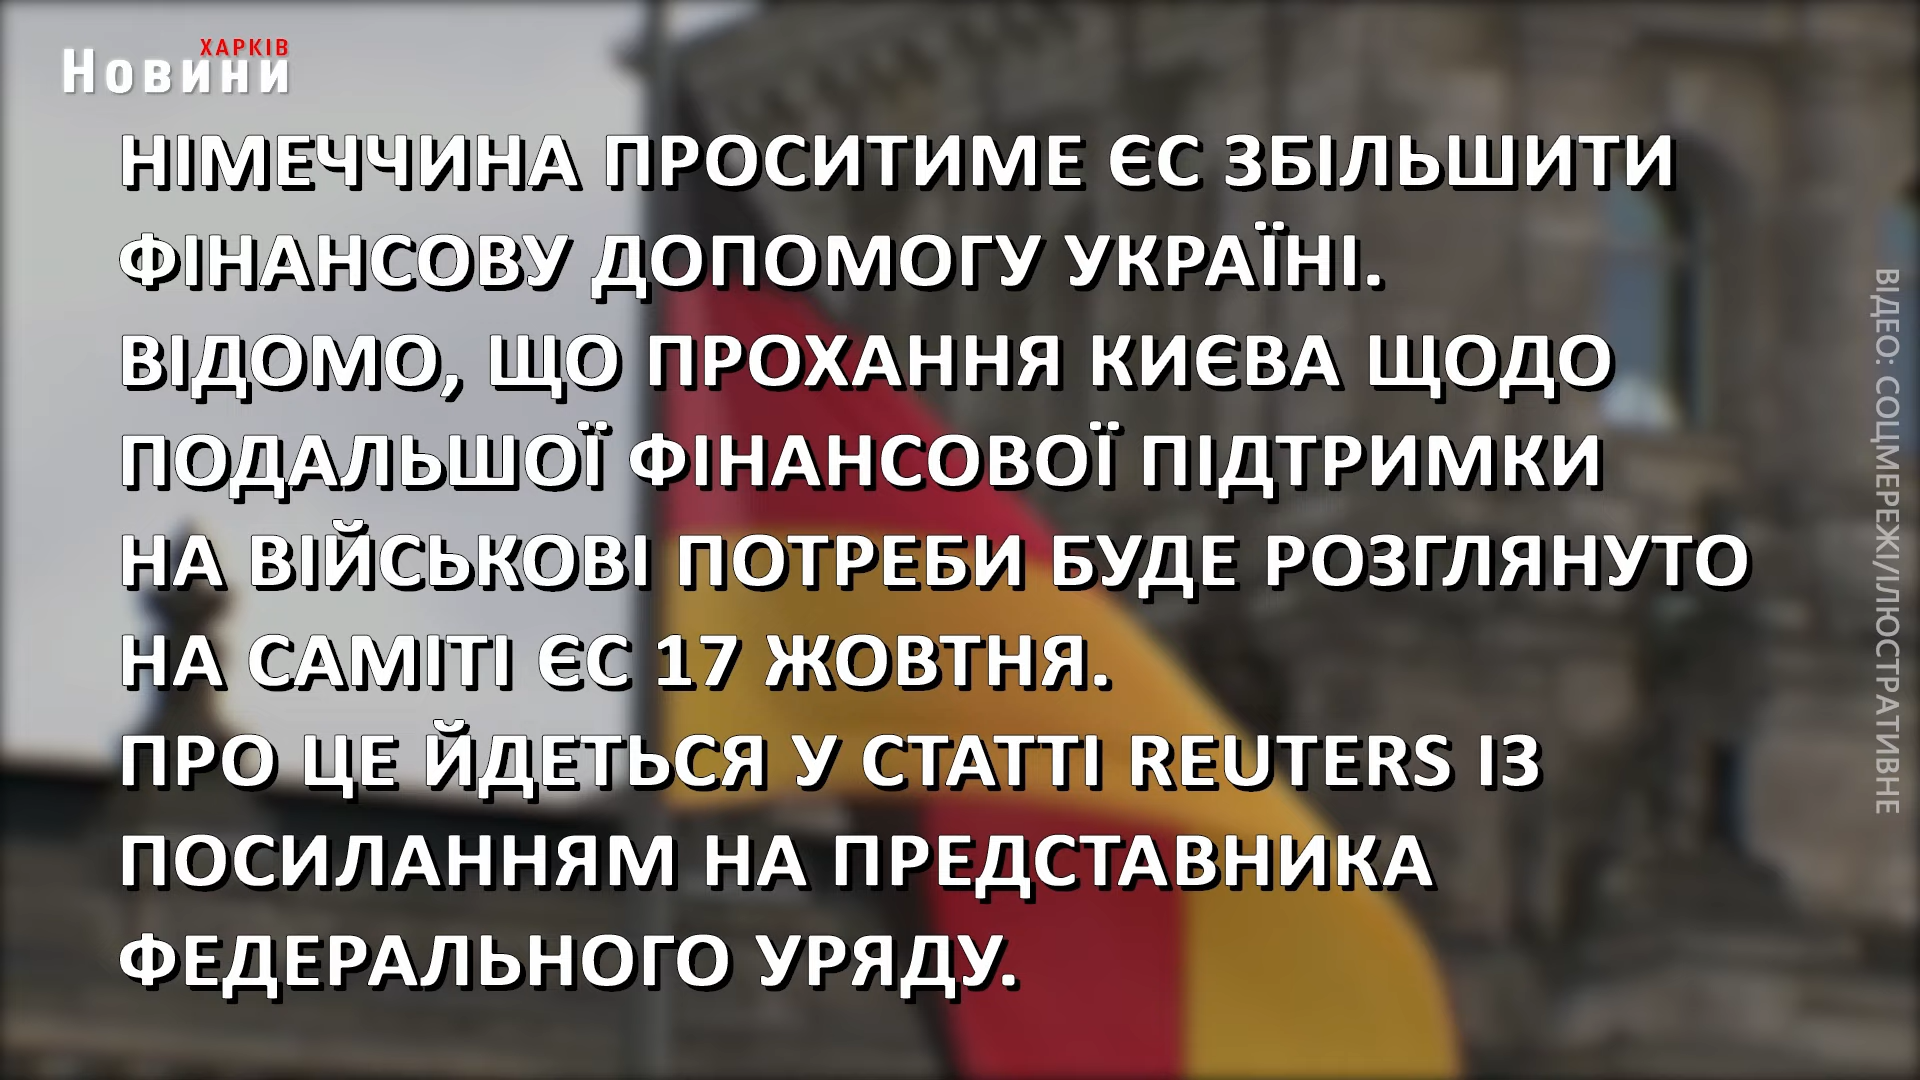 ХАРКІВ
Новини
НІМЕЧЧИНА ПРОСИТИМЕ ЄС ЗБІЛЬШИТИ
ФІНАНСОВУ ДОПОМОГУ УКРАЇНІ.
ВІДОМО, ЩО ПРОХАННЯ КИЄВА ЩОДО
ПОДАЛЬШОЇ ФІНАНСОВОЇ ПІДТРИМКИ
НА ВІЙСЬКОВІ ПОТРЕБИ БУДЕ РОЗГЛЯНУТО
НА САМІТІ ЄС 17 ЖОВТНЯ.
ПРО ЦЕ ЙДЕТЬСЯ У СТАТТІ REUTERS ІЗ
ПОСИЛАННЯМ НА ПРЕДСТАВНИКА
ФЕДЕРАЛЬНОГО УРЯДУ.
ВІДЕО: СОЦМЕРЕЖІ/ІЛЮСТРАТИВНЕ